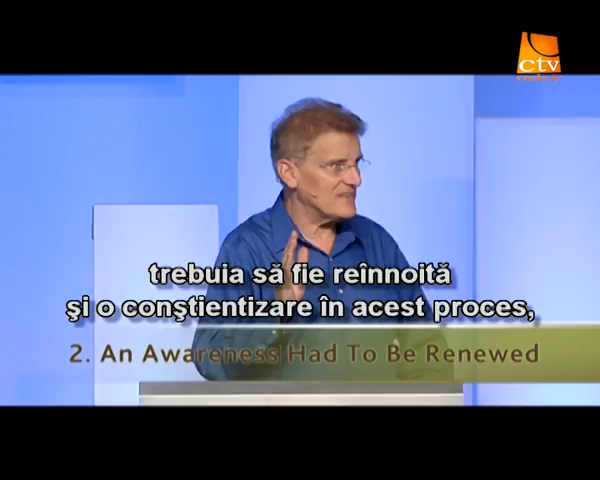 ctv
trebuia să fie reînnoită
şi o conştientizare în acest proces,
2. An Awareness Had To Be Renewed